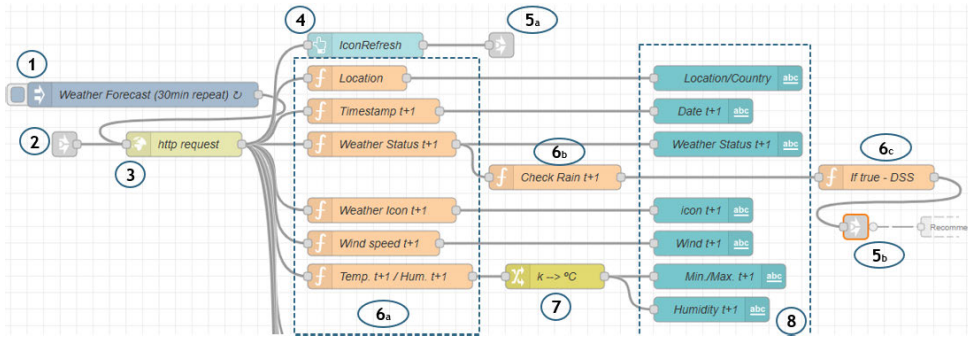 4
5a
IconRefresh
1
Weather Forecast (30min repeat) ↻
Location
Location/Country
abc
Timestamp t+1
Date t+1
abc
2
http request
Weather Status t+1
Weather Status t+1
abc
3
6b
6c
Check Rain t+1
If true - DSS
Weather Icon t+1
icon t+1
abc
Recomme
Wind speed t+1
Wind t+1
abc
5b
Temp. t+1 / Hum. t+1
k --> ºC
Min./Max. t+1
abc
6a
7
Humidity t+1
abc
8